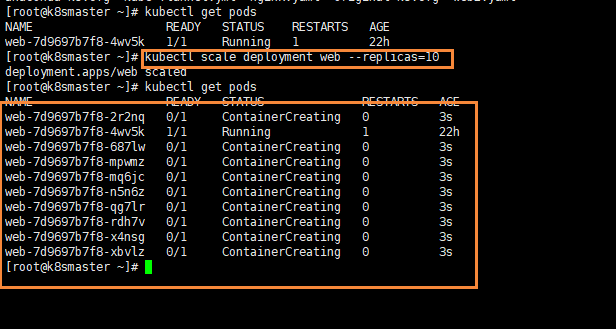 [root@k8smaster ~]# kubectl get pods
NAME READY STATUS RESTARTS AGE
web-7d9697b7f8-4wv5k 1/1 Running 1 22h
[root@k8smaster ~]# kubectl scale deployment web --replicas=10
deployment.apps/web scaled
[root@k8smaster ~]# kubectl get pods
NAME READY STATUS RESTARTS AGE
web-7d9697b7f8-2r2nq 0/1 ContainerCreating 0 3s
web-7d9697b7f8-4wv5k 1/1 Running 1 22h
web-7d9697b7f8-687lw 0/1 ContainerCreating 0 3s
web-7d9697b7f8-mpwmz 0/1 ContainerCreating 0 3s
web-7d9697b7f8-mq6jc 0/1 ContainerCreating 0 3s
web-7d9697b7f8-n5n6z 0/1 ContainerCreating 0 3s
web-7d9697b7f8-qg7lr 0/1 ContainerCreating 0 3s
web-7d9697b7f8-rdh7v 0/1 ContainerCreating 0 3s
web-7d9697b7f8-x4nsg 0/1 ContainerCreating 0 3s
web-7d9697b7f8-xbvlz 0/1 ContainerCreating 0 3s
[root@k8smaster ~]#